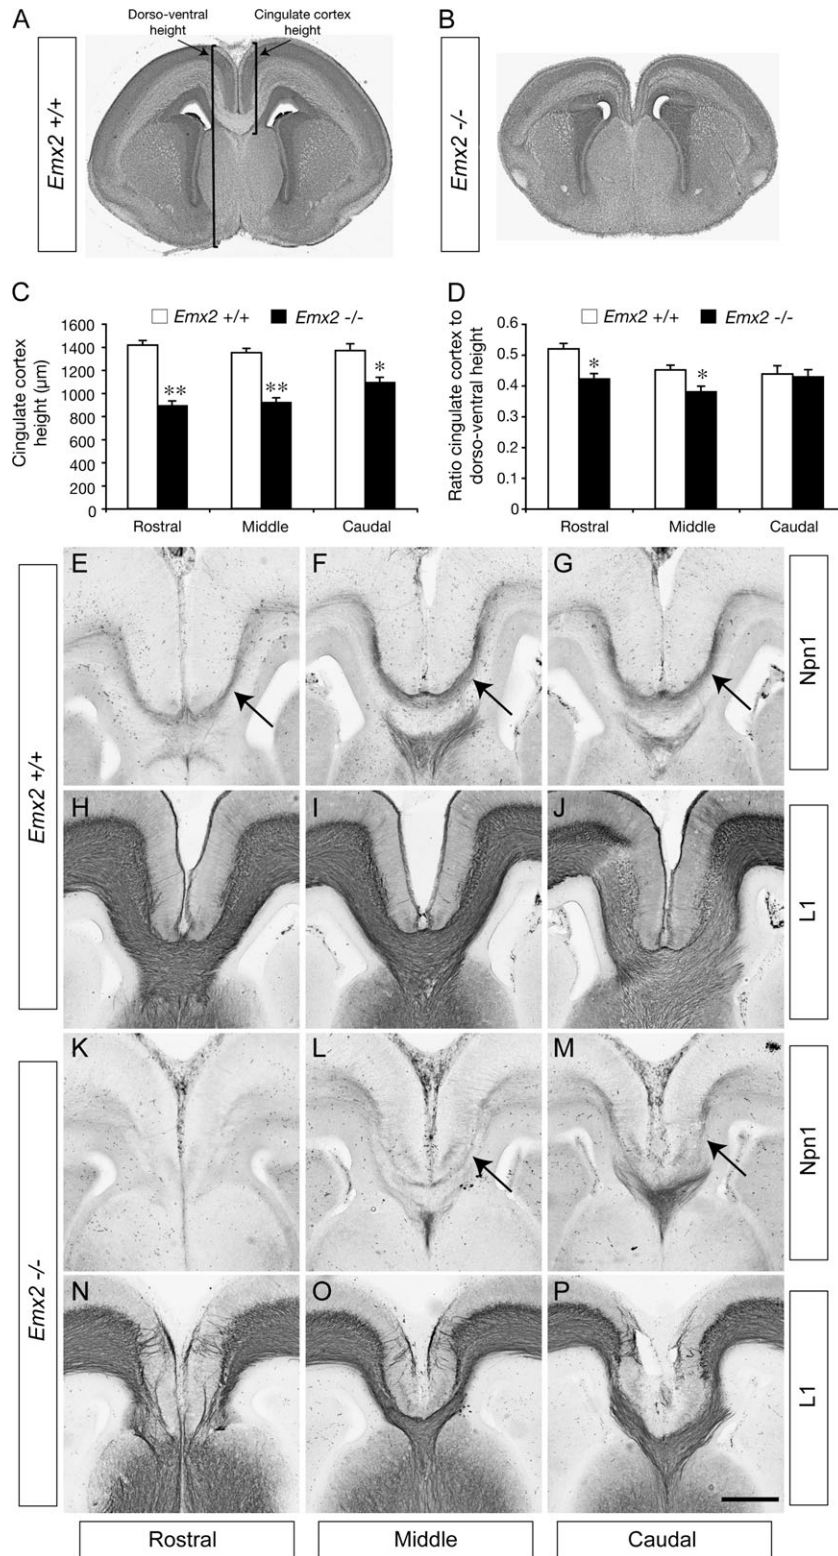 A
Dorso-ventral
height
Cingulate cortex
height
Emx2 +/+
B
Emx2 -/-
C
Emx2 +/+
Emx2 -/-
Cingulate cortex
height (µm)
1600
1400
1200
1000
800
600
400
200
0
**
**
*
Rostral
Middle
Caudal
D
Emx2 +/+
Emx2 -/-
Ratio cingulate cortex to
dorso-ventral height
0.6
0.5
0.4
0.3
0.2
0.1
0
*
*
Rostral
Middle
Caudal
Emx2 +/+
E
F
G
Npn1
H
I
J
L1
Emx2 -/-
K
L
M
Npn1
N
O
P
L1
Rostral
Middle
Caudal